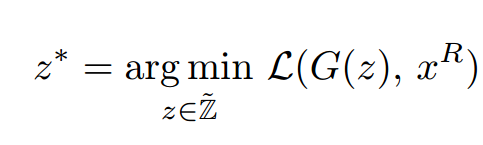 z* = arg min ℒ(G(z), x^R)
z∈ℤ̃